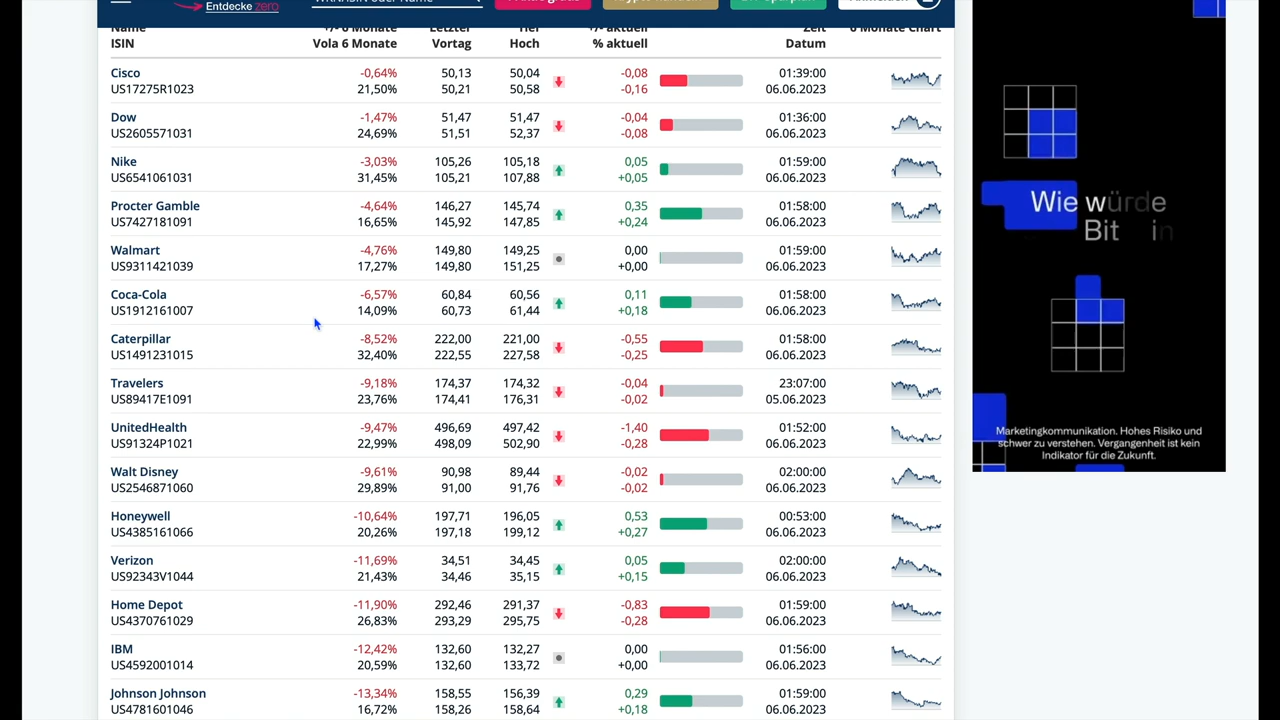 Entdecke zero
WKN/ISIN oder Name
Name +/- 6 Monate Letzter Tief +/- aktuell Zeit 6 Monate Chart
ISIN Vola 6 Monate Vortag Hoch % aktuell Datum
Cisco -0,64% 50,13 50,04 -0,08 01:39:00
US17275R1023 21,50% 50,21 50,58 -0,16 06.06.2023
Dow -1,47% 51,47 51,47 -0,04 01:36:00
US2605571031 24,69% 51,51 52,37 -0,08 06.06.2023
Nike -3,03% 105,26 105,18 0,05 01:59:00
US6541061031 31,45% 105,21 107,88 +0,05 06.06.2023
Procter Gamble -4,64% 146,27 145,74 0,35 01:58:00
US7427181091 16,65% 145,92 147,85 +0,24 06.06.2023
Walmart -4,76% 149,80 149,25 0,00 01:59:00
US9311421039 17,27% 149,80 151,25 +0,00 06.06.2023
Coca-Cola -6,57% 60,84 60,56 0,11 01:58:00
US1912161007 14,09% 60,73 61,44 +0,18 06.06.2023
Caterpillar -8,52% 222,00 221,00 -0,55 01:58:00
US1491231015 32,40% 222,55 227,58 -0,25 06.06.2023
Travelers -9,18% 174,37 174,32 -0,04 23:07:00
US89417E1091 23,76% 174,41 176,31 -0,02 05.06.2023
UnitedHealth -9,47% 496,69 497,42 -1,40 01:52:00
US91324P1021 22,99% 498,09 502,90 -0,28 06.06.2023
Walt Disney -9,61% 90,98 89,44 -0,02 02:00:00
US2546871060 29,89% 91,00 91,76 -0,02 06.06.2023
Honeywell -10,64% 197,71 196,05 0,53 00:53:00
US4385161066 20,26% 197,18 199,12 +0,27 06.06.2023
Verizon -11,69% 34,51 34,45 0,05 02:00:00
US92343V1044 21,43% 34,46 35,15 +0,15 06.06.2023
Home Depot -11,90% 292,46 291,37 -0,83 01:59:00
US4370761029 26,83% 293,29 295,75 -0,28 06.06.2023
IBM -12,42% 132,60 132,27 0,00 01:56:00
US4592001014 20,59% 132,60 133,72 +0,00 06.06.2023
Johnson Johnson -13,34% 158,55 156,39 0,29 01:59:00
US4781601046 16,72% 158,26 158,64 +0,18 06.06.2023
Wie würde
Bit in
Marketingkommunikation. Hohes Risiko und
schwer zu verstehen. Vergangenheit ist kein
Indikator für die Zukunft.